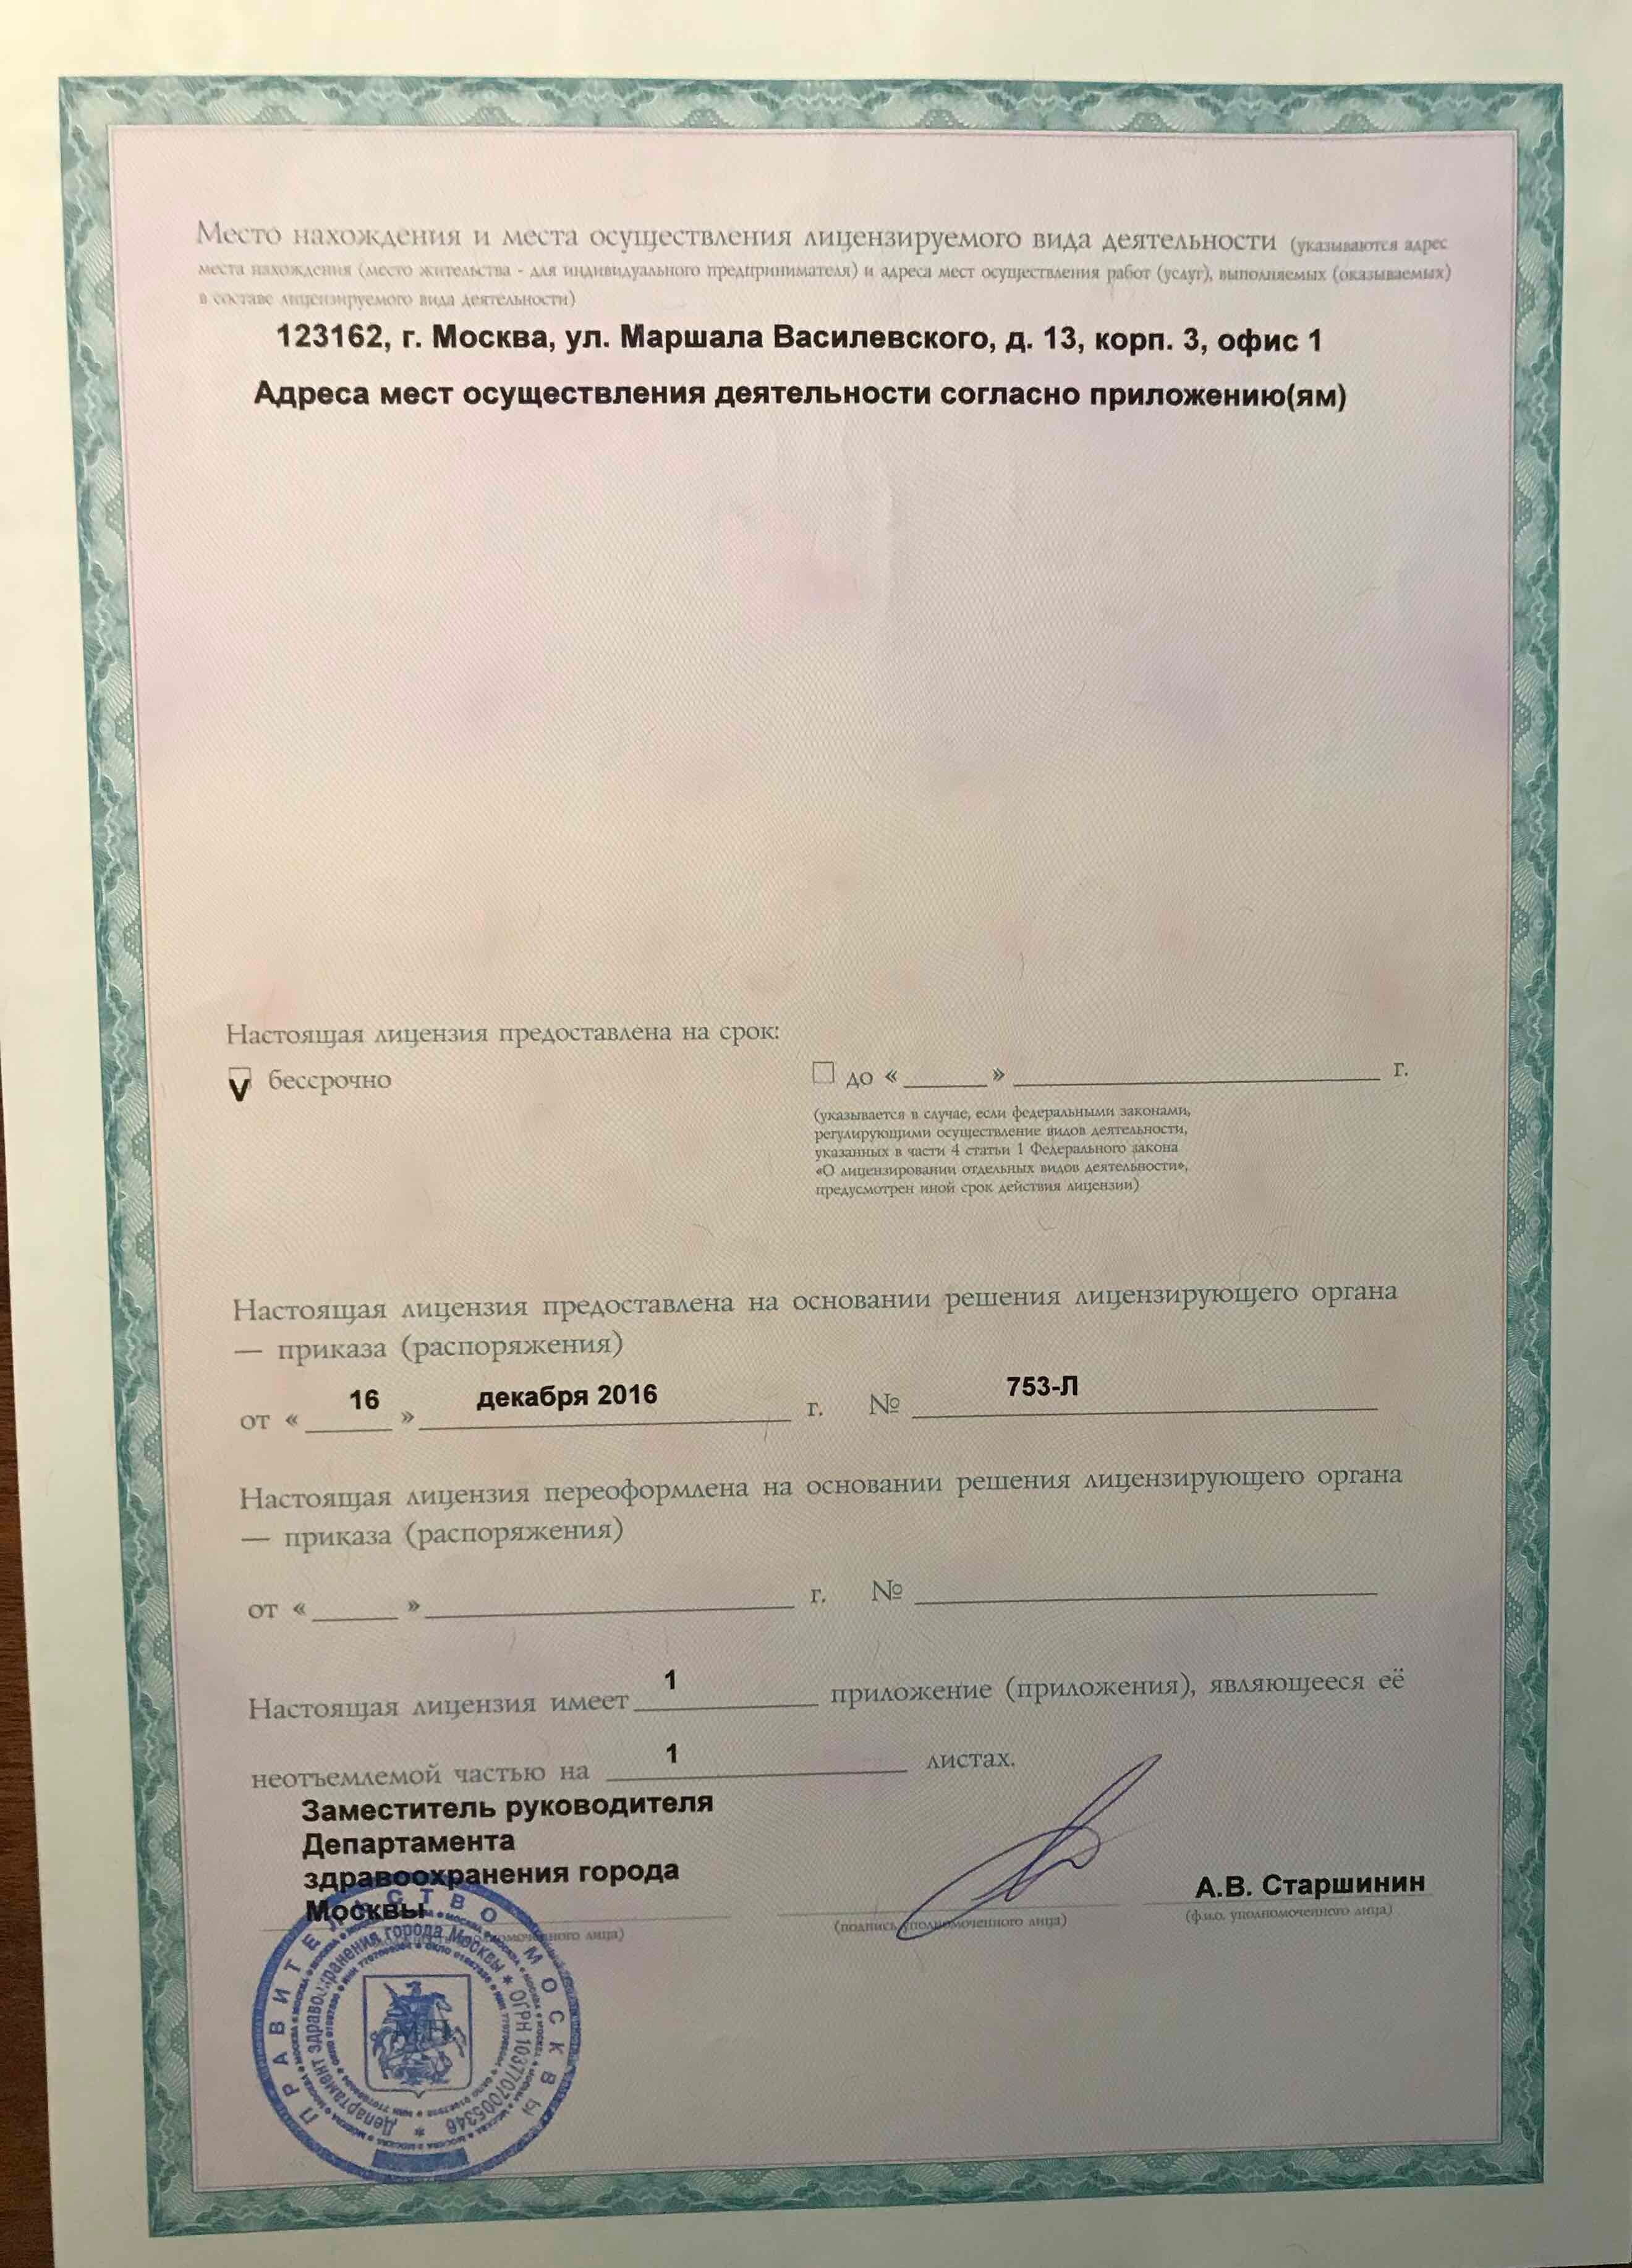 Место нахождения и места осуществления лицензируемого вида деятельности (указываются адрес
места нахождения (место жительства - для индивидуального предпринимателя) и адреса мест осуществления работ (услуг), выполняемых (оказываемых)
в составе лицензируемого вида деятельности)
123162, г. Москва, ул. Маршала Василевского, д. 13, корп. 3, офис 1
Адреса мест осуществления деятельности согласно приложению(ям)
Настоящая лицензия предоставлена на срок:
V бессрочно
до «______» ______ г.
(указывается в случае, если федеральными законами,
регулирующими осуществление видов деятельности,
указанных в части 4 статьи 1 Федерального закона
«О лицензировании отдельных видов деятельности»,
предусмотрен иной срок действия лицензии)
Настоящая лицензия предоставлена на основании решения лицензирующего органа
— приказа (распоряжения)
от « 16 » декабря 2016 г. № 753-Л
Настоящая лицензия переоформлена на основании решения лицензирующего органа
— приказа (распоряжения)
от «______» ______ г. № ______
Настоящая лицензия имеет 1 приложение (приложения), являющееся её
неотъемлемой частью на 1 листах.
Заместитель руководителя
Департамента
здравоохранения города
Москвы
А.В. Старшинин
(подпись уполномоченного лица)
(ф.и.о. уполномоченного лица)
ПРАВИТЕЛЬСТВО МОСКВЫ
Департамент здравоохранения города Москвы * ОГРН 1037707005346 *